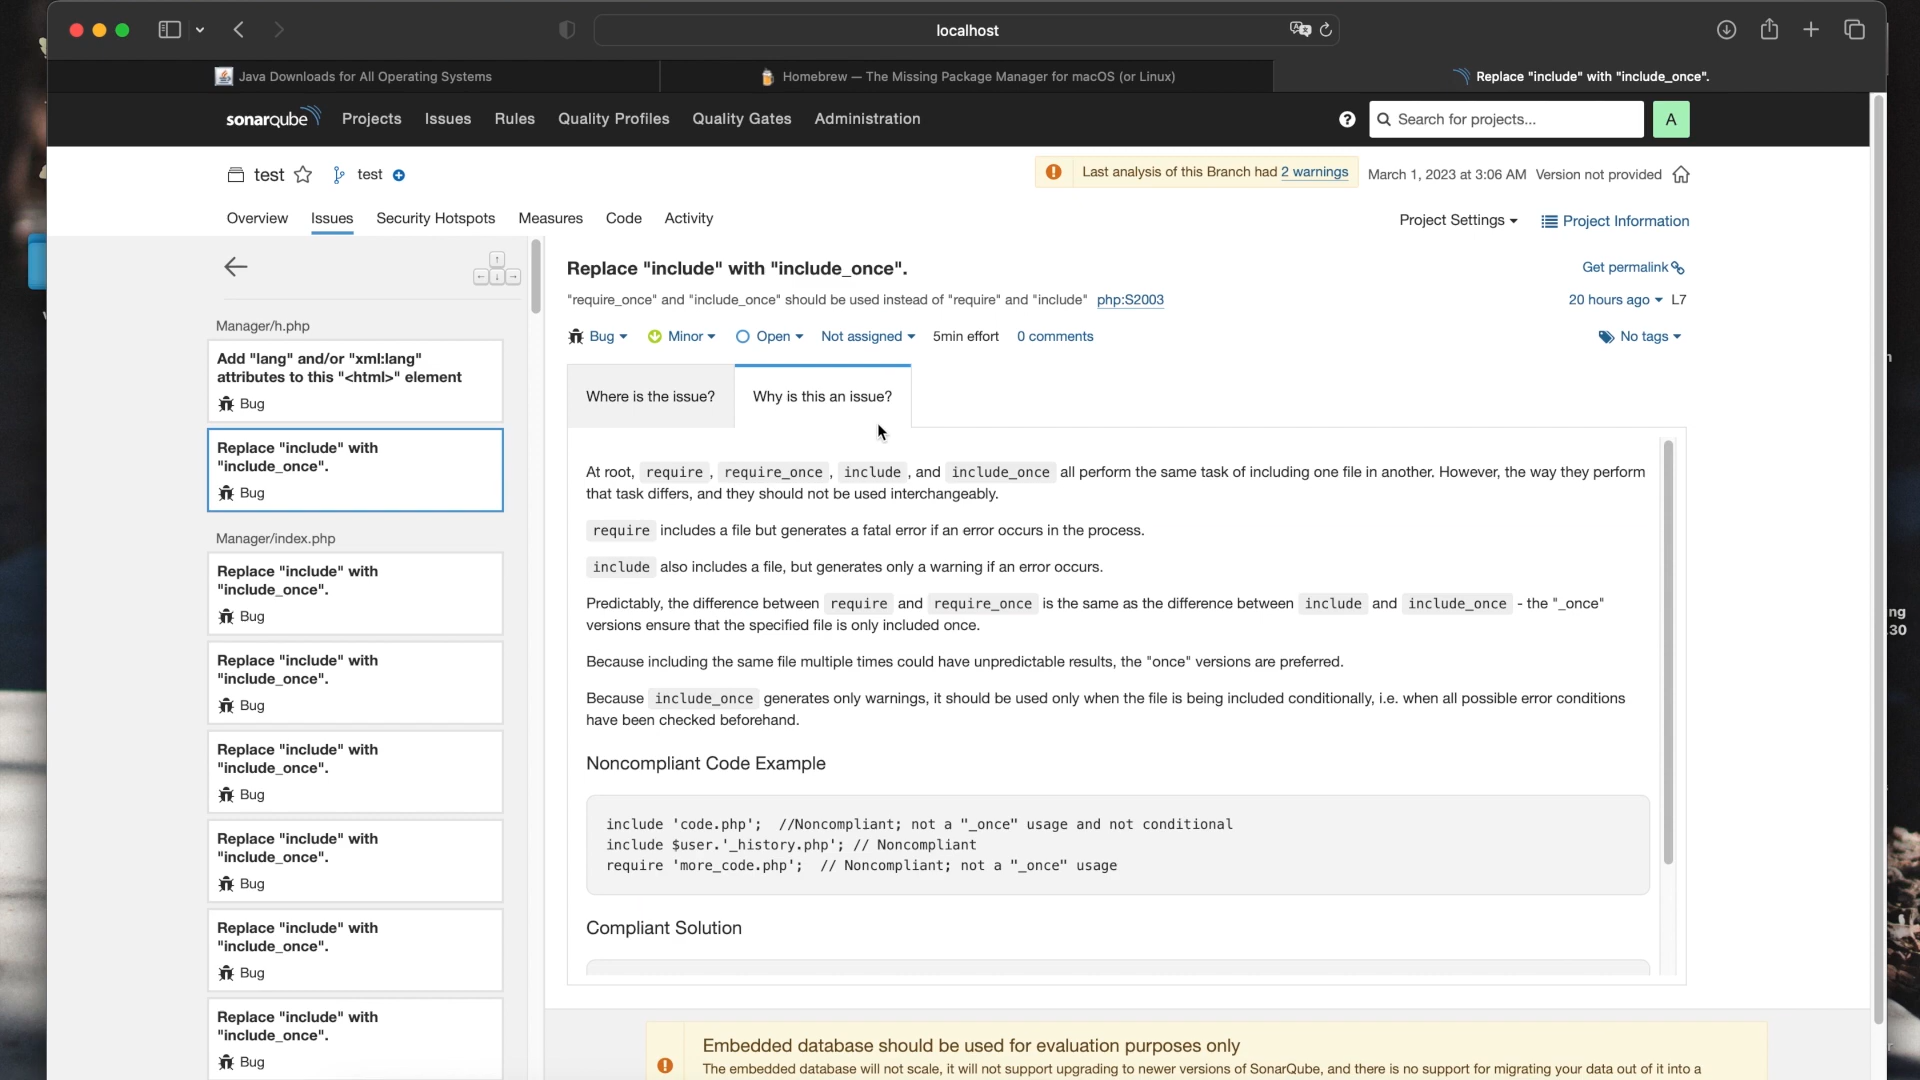 localhost
Java Downloads for All Operating Systems
Homebrew — The Missing Package Manager for macOS (or Linux)
Replace "include" with "include_once".
sonarqube
Projects
Issues
Rules
Quality Profiles
Quality Gates
Administration
Search for projects...
A
test
test
Last analysis of this Branch had 2 warnings
March 1, 2023 at 3:06 AM
Version not provided
Overview
Issues
Security Hotspots
Measures
Code
Activity
Project Settings
Project Information
Manager/h.php
Add "lang" and/or "xml:lang"
attributes to this "<html>" element
Bug
Replace "include" with
"include_once".
Bug
Manager/index.php
Replace "include" with
"include_once".
Bug
Replace "include" with
"include_once".
Bug
Replace "include" with
"include_once".
Bug
Replace "include" with
"include_once".
Bug
Replace "include" with
"include_once".
Bug
Replace "include" with
"include_once".
Bug
Replace "include" with "include_once".
Get permalink
"require_once" and "include_once" should be used instead of "require" and "include" php:S2003
20 hours ago
L7
Bug
Minor
Open
Not assigned
5min effort
0 comments
No tags
Where is the issue?
Why is this an issue?
At root, require , require_once , include , and include_once all perform the same task of including one file in another. However, the way they perform
that task differs, and they should not be used interchangeably.
require includes a file but generates a fatal error if an error occurs in the process.
include also includes a file, but generates only a warning if an error occurs.
Predictably, the difference between require and require_once is the same as the difference between include and include_once - the "_once"
versions ensure that the specified file is only included once.
Because including the same file multiple times could have unpredictable results, the "once" versions are preferred.
Because include_once generates only warnings, it should be used only when the file is being included conditionally, i.e. when all possible error conditions
have been checked beforehand.
Noncompliant Code Example
include 'code.php';  //Noncompliant; not a "_once" usage and not conditional
include $user.'_history.php'; // Noncompliant
require 'more_code.php';  // Noncompliant; not a "_once" usage
Compliant Solution
Embedded database should be used for evaluation purposes only
The embedded database will not scale, it will not support upgrading to newer versions of SonarQube, and there is no support for migrating your data out of it into a
ng
.30